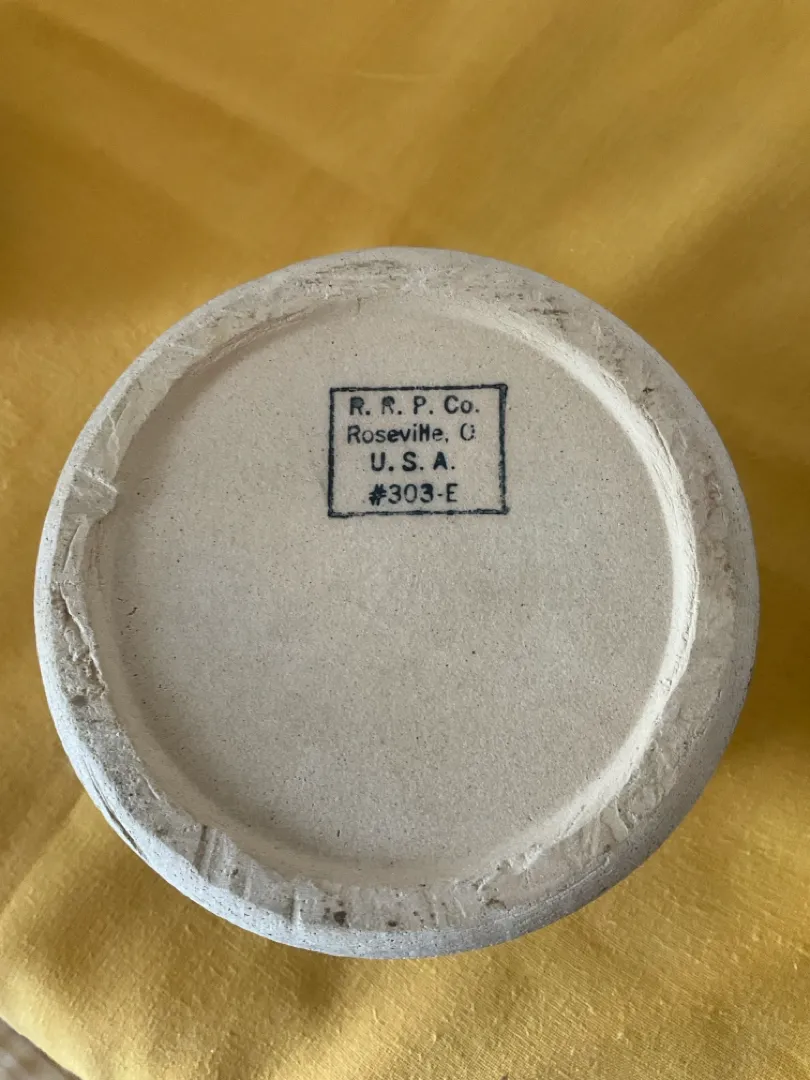 R. R. P. Co.
Roseville, O
U. S. A.
#303-E